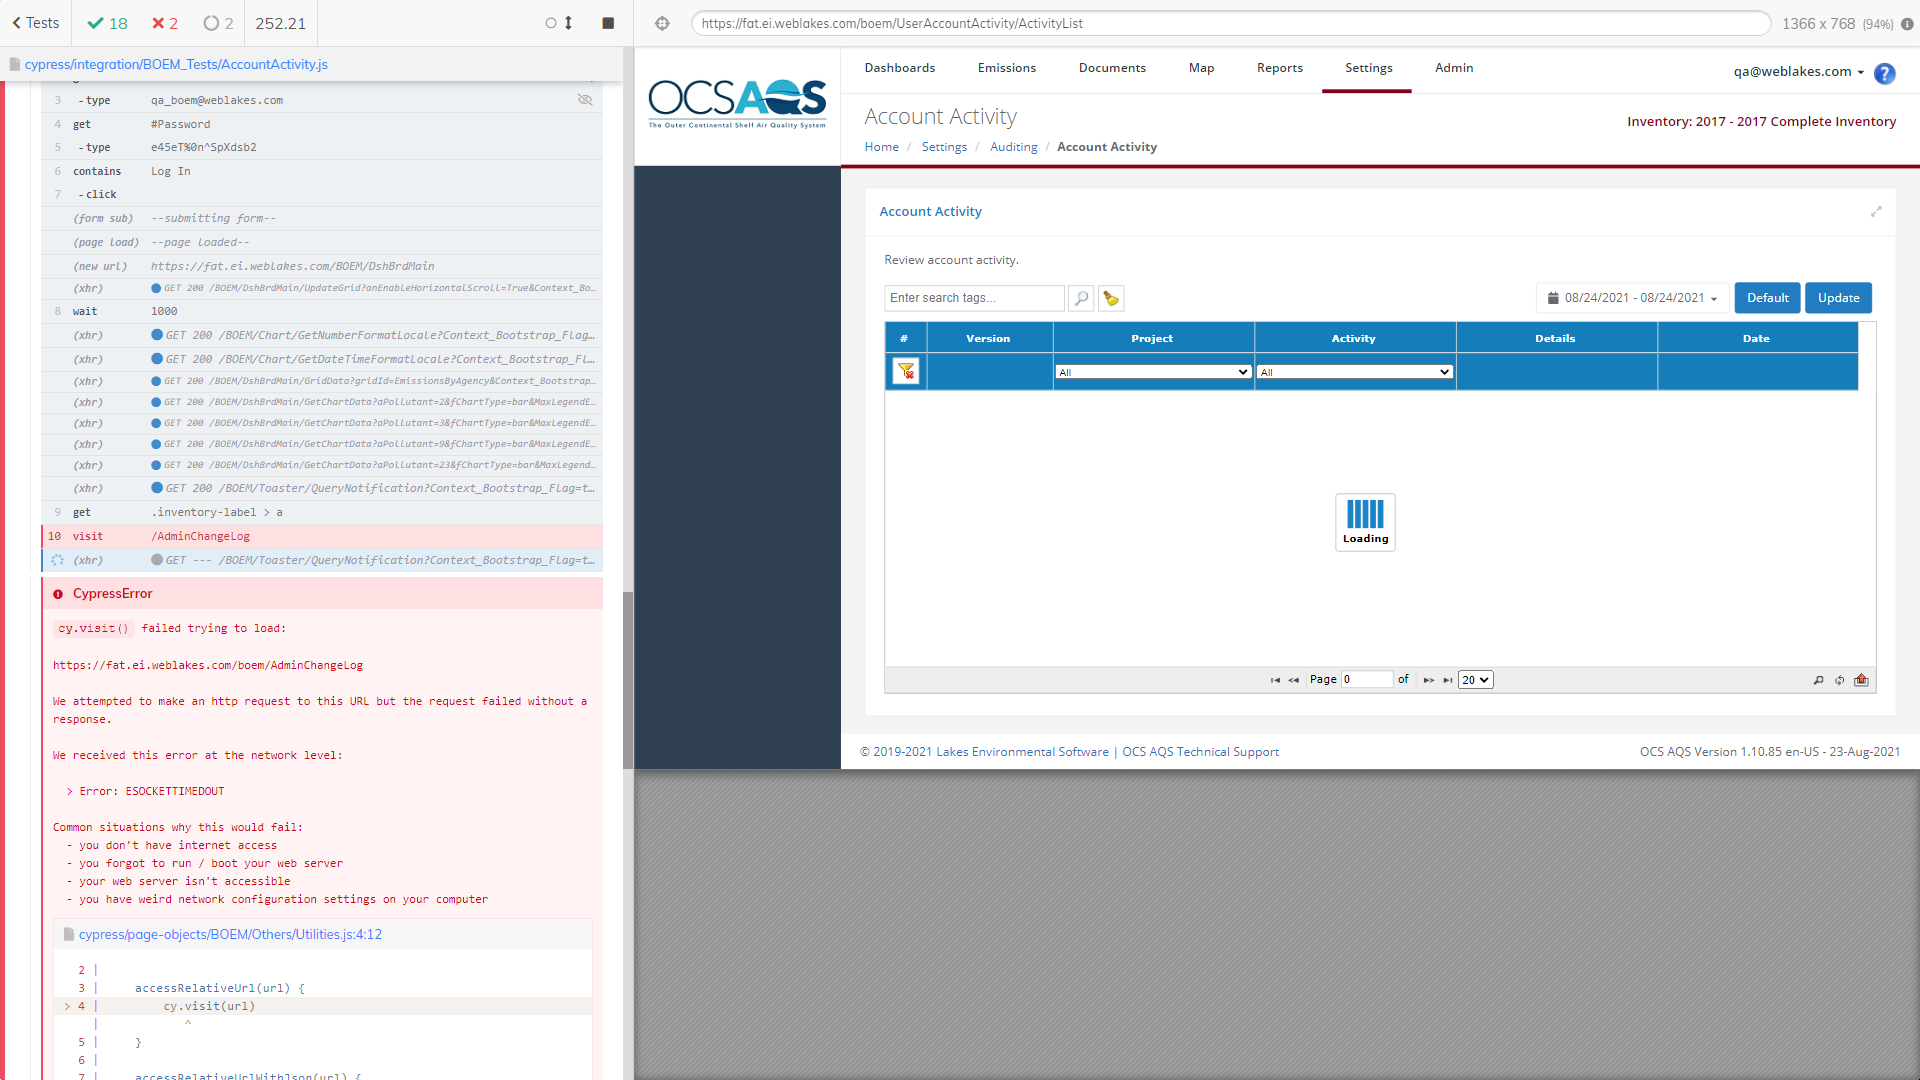 Tests
18
2
2
252.21
https://fat.ei.weblakes.com/boem/UserAccountActivity/ActivityList
1366 x 768 (94%)
cypress/integration/BOEM_Tests/AccountActivity.js
3 -type qa_boem@weblakes.com
4 get #Password
5 -type e45eT%0n^SpXdsb2
6 contains Log In
7 -click
(form sub) --submitting form--
(page load) --page loaded--
(new url) https://fat.ei.weblakes.com/BOEM/DshBrdMain
(xhr) GET 200 /BOEM/DshBrdMain/UpdateGrid?anEnableHorizontalScroll=True&Context_Bo…
8 wait 1000
(xhr) GET 200 /BOEM/Chart/GetNumberFormatLocale?Context_Bootstrap_Flag…
(xhr) GET 200 /BOEM/Chart/GetDateTimeFormatLocale?Context_Bootstrap_Fl…
(xhr) GET 200 /BOEM/DshBrdMain/GridData?gridId=EmissionsByAgency&Context_Bootstrap…
(xhr) GET 200 /BOEM/DshBrdMain/GetChartData?aPollutant=2&fChartType=bar&MaxLegendE…
(xhr) GET 200 /BOEM/DshBrdMain/GetChartData?aPollutant=3&fChartType=bar&MaxLegendE…
(xhr) GET 200 /BOEM/DshBrdMain/GetChartData?aPollutant=9&fChartType=bar&MaxLegendE…
(xhr) GET 200 /BOEM/DshBrdMain/GetChartData?aPollutant=23&fChartType=bar&MaxLegend…
(xhr) GET 200 /BOEM/Toaster/QueryNotification?Context_Bootstrap_Flag=t…
9 get .inventory-label > a
10 visit /AdminChangeLog
(xhr) GET --- /BOEM/Toaster/QueryNotification?Context_Bootstrap_Flag=t…
CypressError
cy.visit() failed trying to load:
https://fat.ei.weblakes.com/boem/AdminChangeLog
We attempted to make an http request to this URL but the request failed without a
response.
We received this error at the network level:
> Error: ESOCKETTIMEDOUT
Common situations why this would fail:
- you don't have internet access
- you forgot to run / boot your web server
- your web server isn't accessible
- you have weird network configuration settings on your computer
cypress/page-objects/BOEM/Others/Utilities.js:4:12
2 |
3 | accessRelativeUrl(url) {
> 4 | cy.visit(url)
| ^
5 | }
6 |
7 | accessRelativeUrlWithJson(url) {
OCSAQS
The Outer Continental Shelf Air Quality System
Dashboards Emissions Documents Map Reports Settings Admin
qa@weblakes.com
?
Account Activity
Inventory: 2017 - 2017 Complete Inventory
Home / Settings / Auditing / Account Activity
Account Activity
Review account activity.
Enter search tags...
08/24/2021 - 08/24/2021
Default
Update
# Version Project Activity Details Date
All All
Loading
Page 0 of 20
© 2019-2021 Lakes Environmental Software | OCS AQS Technical Support
OCS AQS Version 1.10.85 en-US - 23-Aug-2021